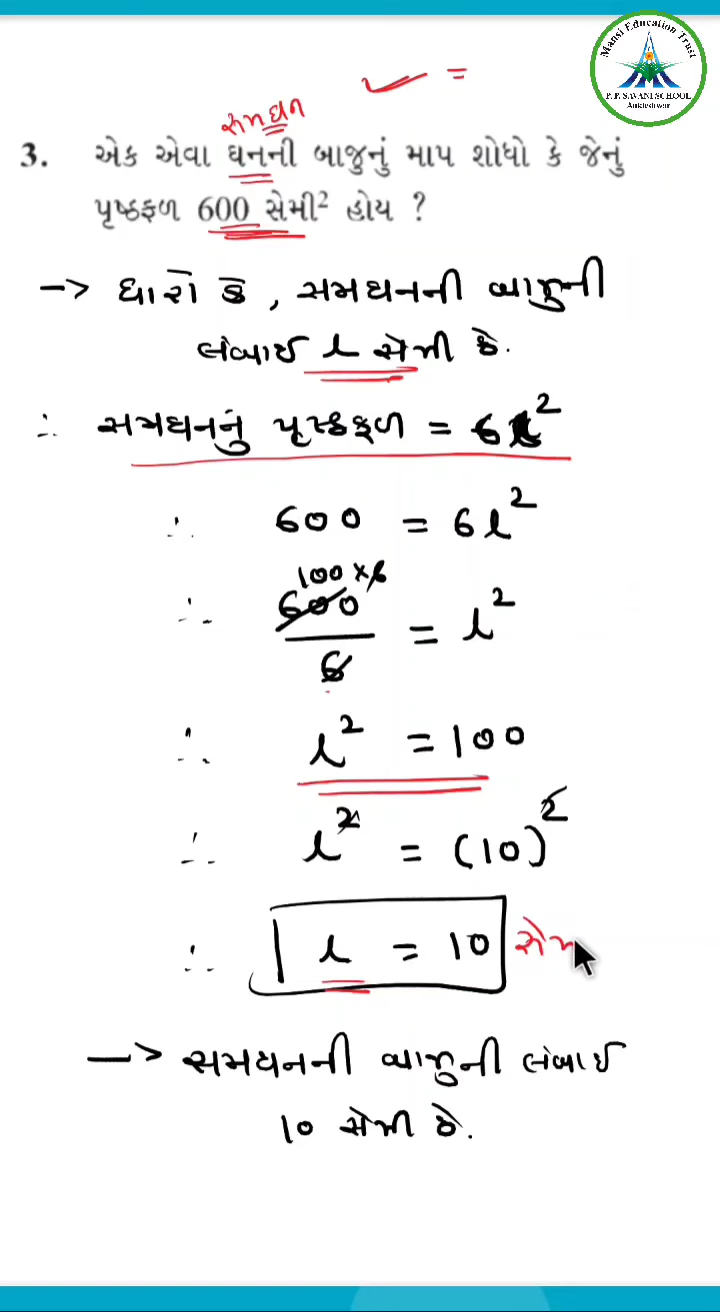 Mansi Education Trust
P. P. SAVANI SCHOOL
Ankleshwar
સમઘન
3. એક એવા ઘનની બાજુનું માપ શોધો કે જેનું
પૃષ્ઠફળ 600 સેમી² હોય ?
-> ધારો કે , સમઘનની બાજુની
લંબાઈ l સેમી છે.
∴ સમઘનનું પૃષ્ઠફળ = 6l²
∴ 600 = 6l²
100 × 6
∴ 600/6 = l²
∴ l² = 100
∴ l² = (10)²
∴ l = 10 સેમ
-> સમઘનની બાજુની લંબાઈ
10 સેમી છે.